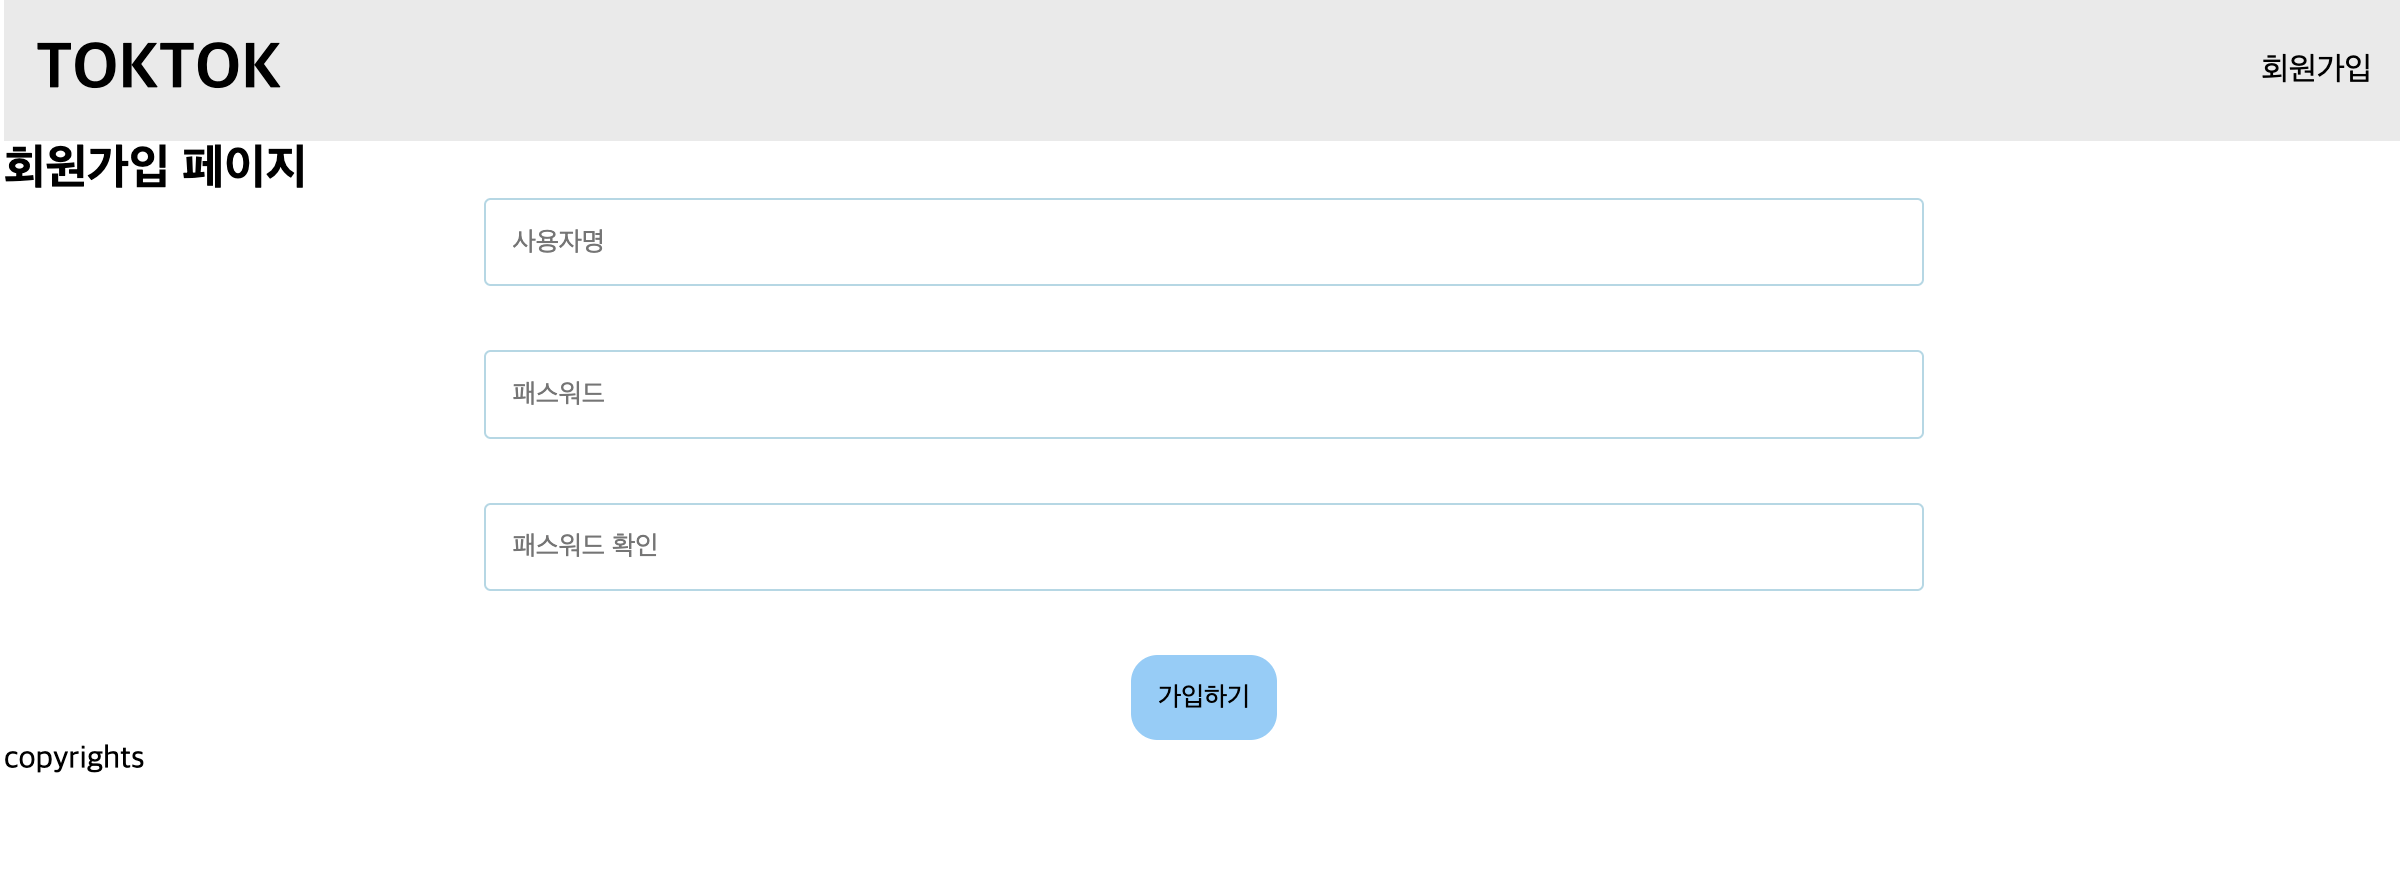 TOKTOK
회원가입
회원가입 페이지
사용자명
패스워드
패스워드 확인
가입하기
copyrights